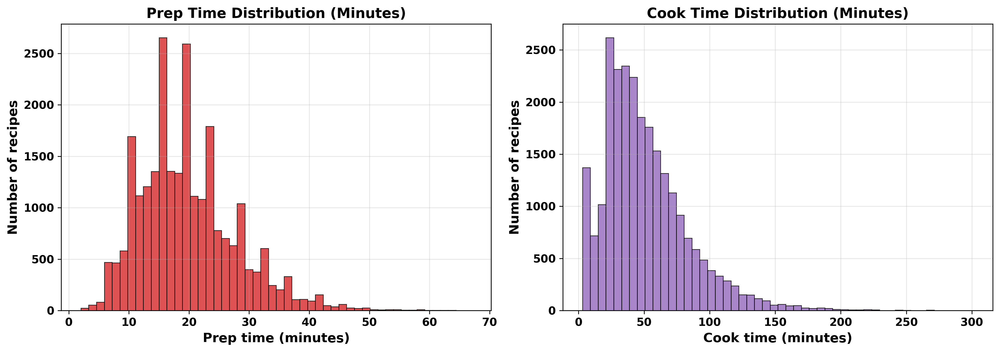 Prep Time Distribution (Minutes)
Number of recipes
2500
2000
1500
1000
500
0
0 10 20 30 40 50 60 70
Prep time (minutes)
Cook Time Distribution (Minutes)
Number of recipes
2500
2000
1500
1000
500
0
0 50 100 150 200 250 300
Cook time (minutes)